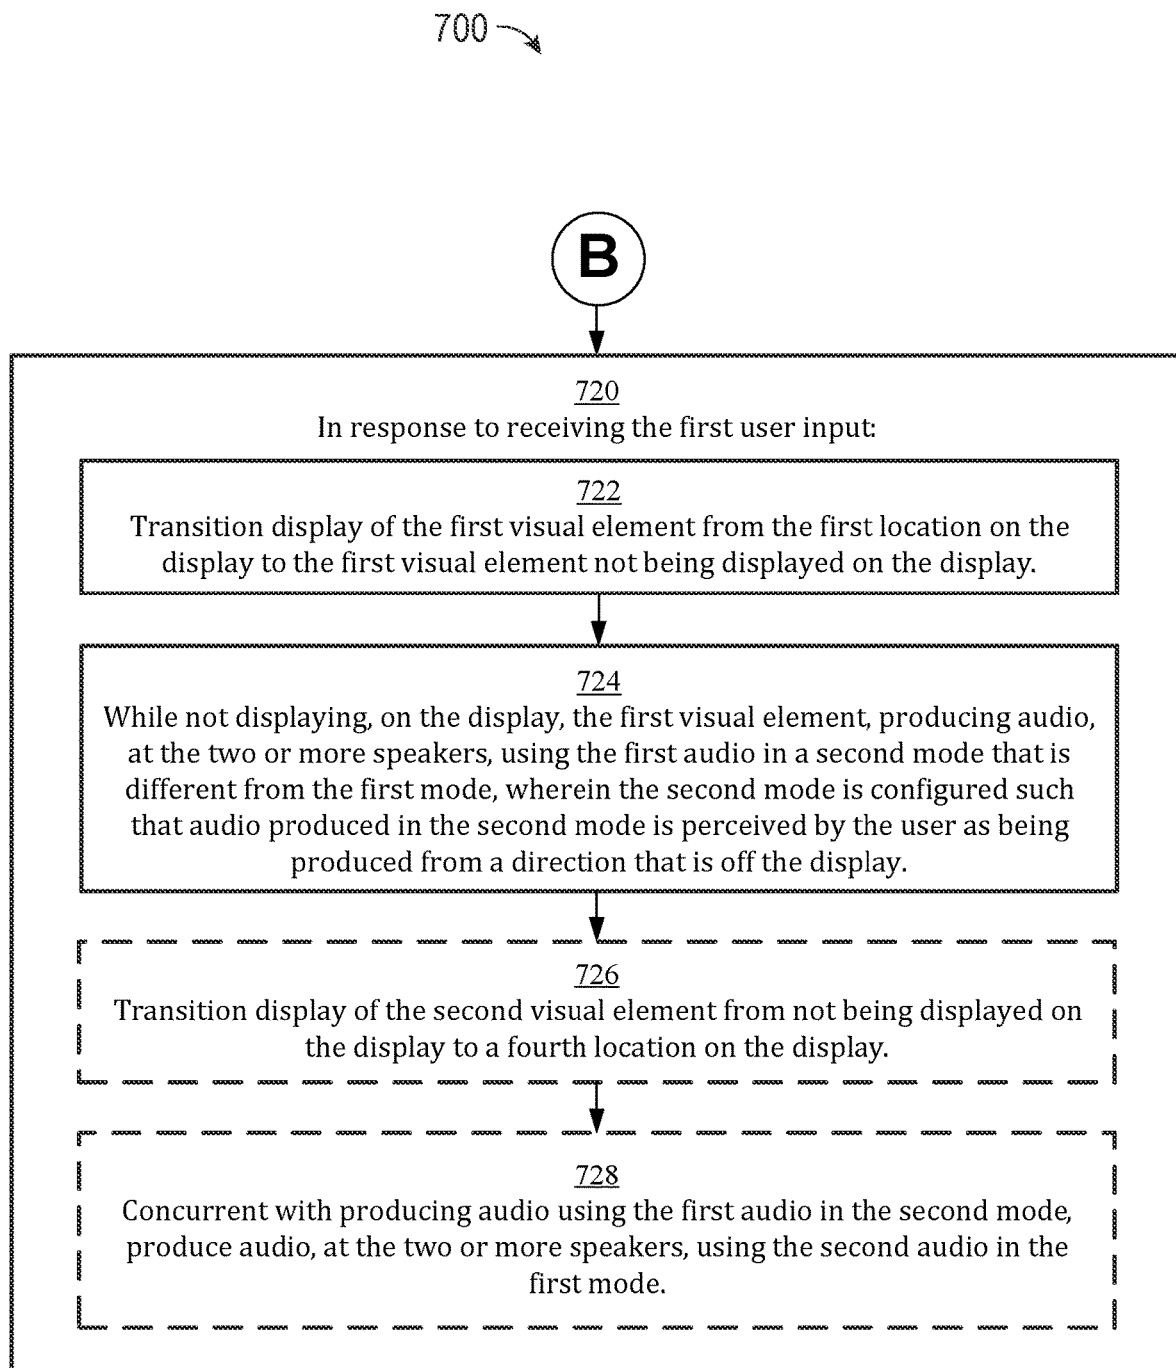 700
B
720
In response to receiving the first user input:
722
Transition display of the first visual element from the first location on the
display to the first visual element not being displayed on the display.
724
While not displaying, on the display, the first visual element, producing audio,
at the two or more speakers, using the first audio in a second mode that is
different from the first mode, wherein the second mode is configured such
that audio produced in the second mode is perceived by the user as being
produced from a direction that is off the display.
726
Transition display of the second visual element from not being displayed on
the display to a fourth location on the display.
728
Concurrent with producing audio using the first audio in the second mode,
produce audio, at the two or more speakers, using the second audio in the
first mode.